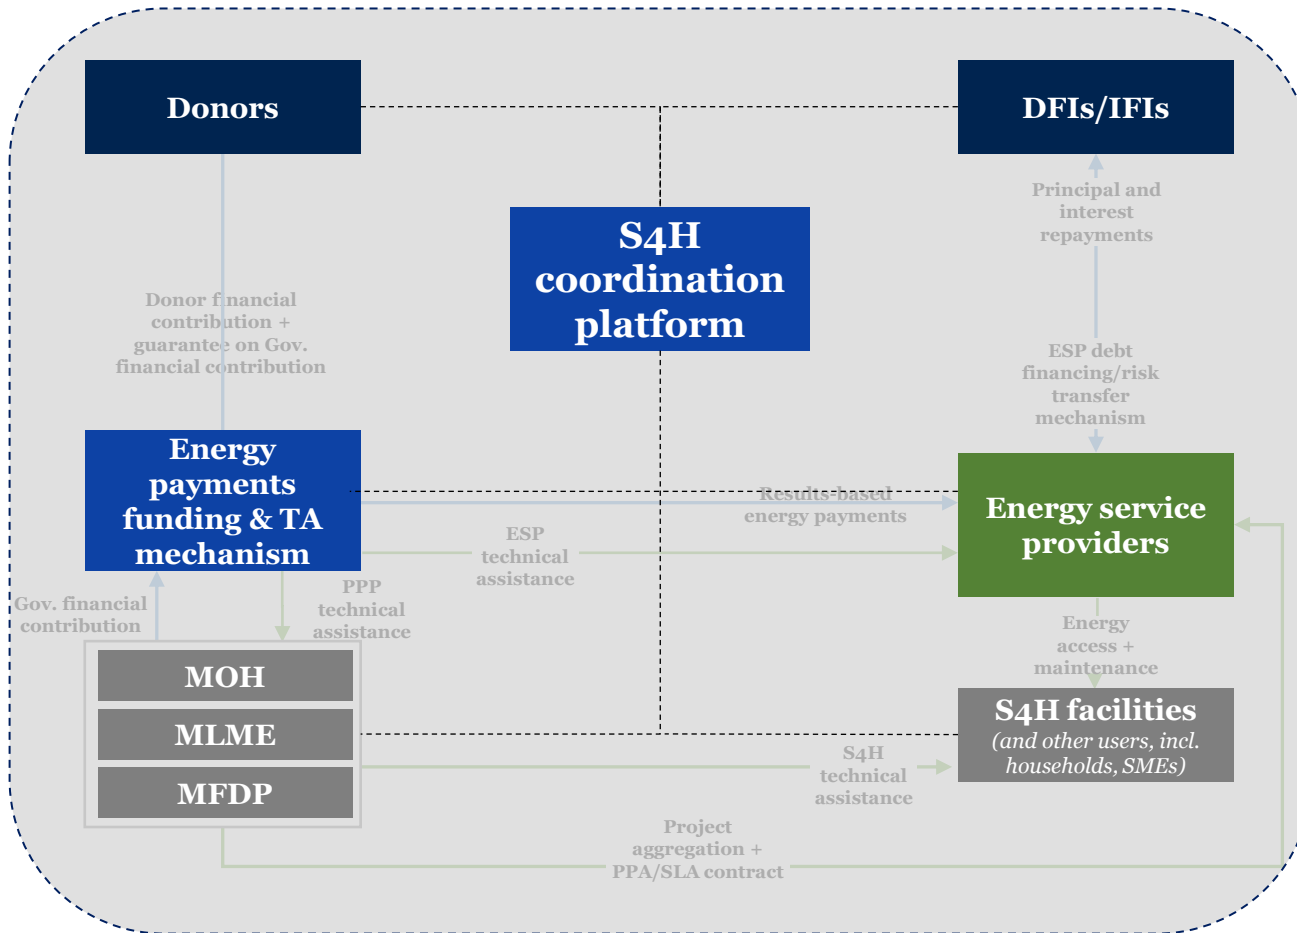 Donors
DFIs/IFIs
Principal and
interest
repayments
S4H
coordination
platform
Donor financial
contribution +
guarantee on Gov.
financial contribution
ESP debt
financing/risk
transfer
mechanism
Energy
payments
funding & TA
mechanism
Results-based
energy payments
Energy service
providers
ESP
technical
assistance
Gov. financial
contribution
PPP
technical
assistance
Energy
access +
maintenance
MOH
MLME
MFDP
S4H facilities
(and other users, incl.
households, SMEs)
S4H
technical
assistance
Project
aggregation +
PPA/SLA contract